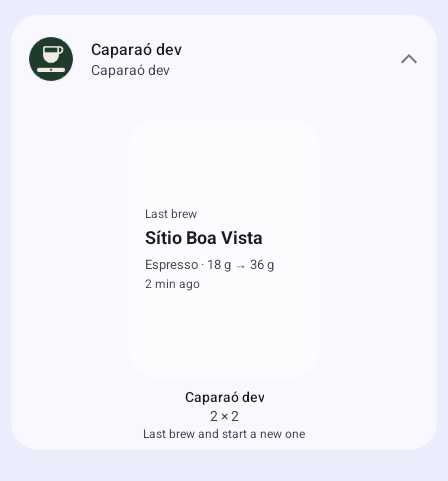 Caparaó dev
Caparaó dev
Last brew
Sítio Boa Vista
Espresso · 18 g → 36 g
2 min ago
Caparaó dev
2 × 2
Last brew and start a new one